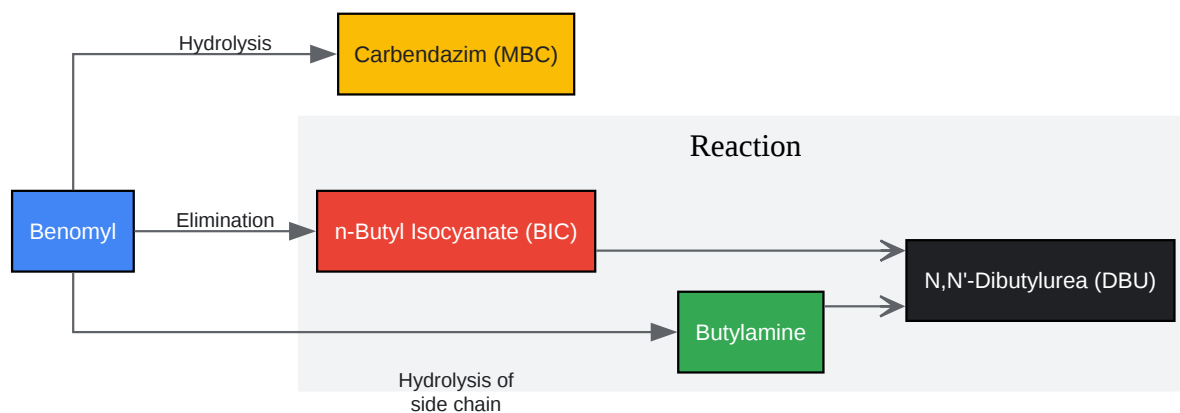 Hydrolysis
Carbendazim (MBC)
Reaction
Benomyl
Elimination
n-Butyl Isocyanate (BIC)
N,N'-Dibutylurea (DBU)
Butylamine
Hydrolysis of
side chain